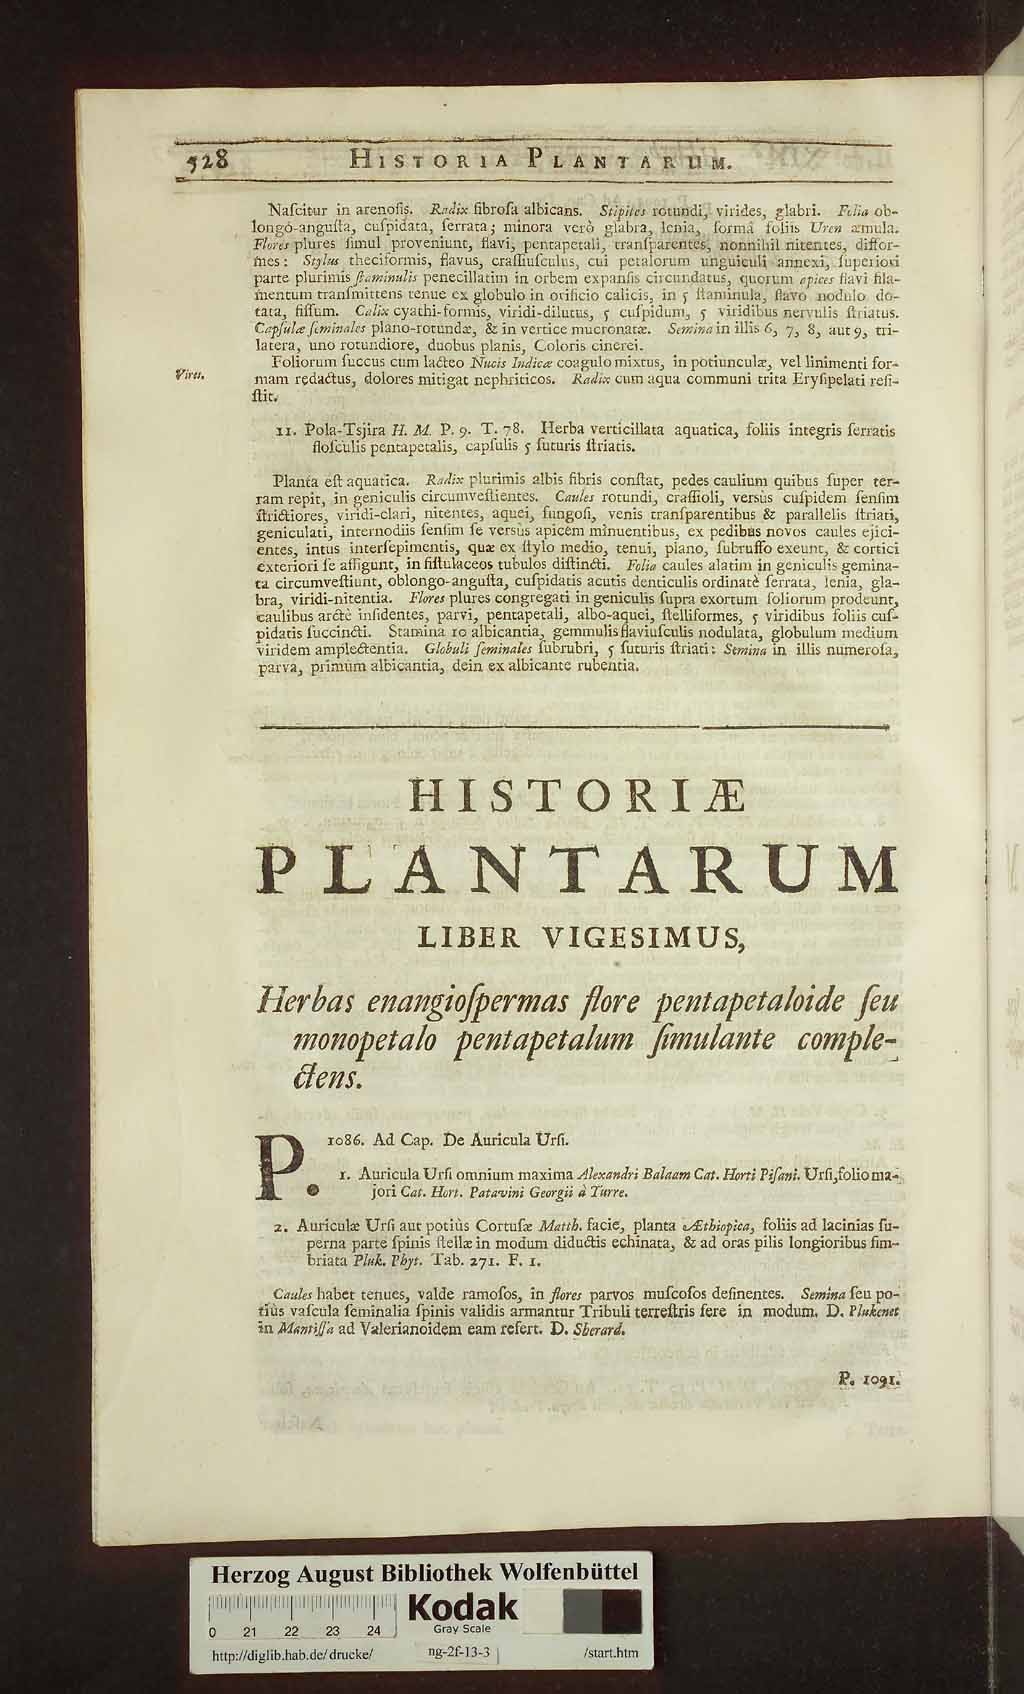 528 HISTORIA PLANTARUM.
Naſcitur in arenoſis. Radix fibroſa albicans. Stipites rotundi, virides, glabri. Folia ob-
longo-anguſta, cuſpidata, ſerrata; minora verò glabra, lenia, formâ foliis Uren æmula.
Flores plures ſimul proveniunt, flavi, pentapetali, tranſparentes, nonnihil nitentes, diffor-
mes: Stylus theciformis, flavus, craſſiuſculus, cui petalorum unguiculi annexi, ſuperiori
parte plurimis ſtaminulis penecillatim in orbem expanſis circundatus, quorum apices flavi fila-
mentum tranſmittens tenue ex globulo in orificio calicis, in 5 ſtaminula, flavo nodulo do-
tata, fiſſum. Calix cyathi-formis, viridi-dilutus, 5 cuſpidum, 5 viridibus nervulis ſtriatus.
Capſulæ ſeminales plano-rotundæ, & in vertice mucronatæ. Semina in illis 6, 7, 8, aut 9, tri-
latera, uno rotundiore, duobus planis, Coloris cinerei.
Vires.
Foliorum ſuccus cum lacteo Nucis Indicæ coagulo mixtus, in potiunculæ, vel linimenti for-
mam redactus, dolores mitigat nephriticos. Radix cum aqua communi trita Eryſipelati reſi-
ſtit.
11. Pola-Tsjira H. M. P. 9. T. 78. Herba verticillata aquatica, foliis integris ſerratis
floſculis pentapetalis, capſulis 5 ſuturis ſtriatis.
Planta eſt aquatica. Radix plurimis albis fibris conſtat, pedes caulium quibus ſuper ter-
ram repit, in geniculis circumveſtientes. Caules rotundi, craſſioli, versùs cuſpidem ſenſim
ſtrictiores, viridi-clari, nitentes, aquei, fungoſi, venis tranſparentibus & parallelis ſtriati,
geniculati, internodiis ſenſim ſe versùs apicem minuentibus, ex pedibus novos caules ejici-
entes, intus interſepimentis, quæ ex ſtylo medio, tenui, plano, ſubruffo exeunt, & cortici
exteriori ſe affigunt, in fiſtulaceos tubulos diſtincti. Folia caules alatim in geniculis gemina-
ta circumveſtiunt, oblongo-anguſta, cuſpidatis acutis denticulis ordinatè ſerrata, lenia, gla-
bra, viridi-nitentia. Flores plures congregati in geniculis ſupra exortum foliorum prodeunt,
caulibus arctè inſidentes, parvi, pentapetali, albo-aquei, ſtelliformes, 5 viridibus foliis cuſ-
pidatis ſuccincti. Stamina 10 albicantia, gemmulis flaviuſculis nodulata, globulum medium
viridem amplectentia. Globuli ſeminales ſubrubri, 5 ſuturis ſtriati: Semina in illis numeroſa,
parva, primùm albicantia, dein ex albicante rubentia.
HISTORIÆ
PLANTARUM
LIBER VIGESIMUS,
Herbas enangioſpermas flore pentapetaloide ſeu
monopetalo pentapetalum ſimulante comple-
ctens.
P. 1086. Ad Cap. De Auricula Urſi.
1. Auricula Urſi omnium maxima Alexandri Balaam Cat. Horti Piſani. Urſi, folio ma-
jori Cat. Hort. Patavini Georgii à Turre.
2. Auriculæ Urſi aut potiùs Cortuſæ Matth. facie, planta Æthiopica, foliis ad lacinias ſu-
perna parte ſpinis ſtellæ in modum diductis echinata, & ad oras pilis longioribus fim-
briata Pluk. Phyt. Tab. 271. F. 1.
Caules habet tenues, valde ramoſos, in flores parvos muſcoſos deſinentes. Semina ſeu po-
tiùs vaſcula ſeminalia ſpinis validis armantur Tribuli terreſtris fere in modum. D. Plukenet
in Mantiſſa ad Valerianoidem eam refert. D. Sherard.
P. 1091.
Herzog August Bibliothek Wolfenbüttel
Kodak
Gray Scale
0 21 22 23 24
http://diglib.hab.de/drucke/ ng-2f-13-3 /start.htm